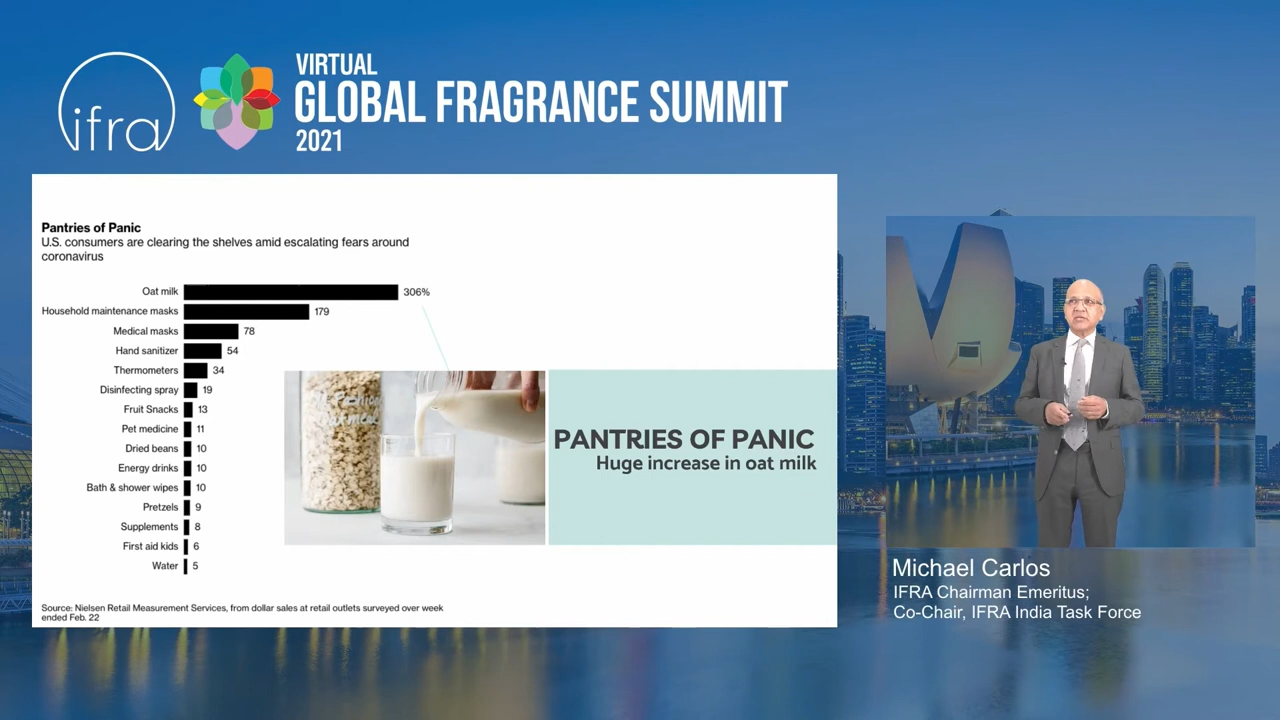 ifra
VIRTUAL
GLOBAL FRAGRANCE SUMMIT
2021
Pantries of Panic
U.S. consumers are clearing the shelves amid escalating fears around
coronavirus
Oat milk 306%
Household maintenance masks 179
Medical masks 78
Hand sanitizer 54
Thermometers 34
Disinfecting spray 19
Fruit Snacks 13
Pet medicine 11
Dried beans 10
Energy drinks 10
Bath & shower wipes 10
Pretzels 9
Supplements 8
First aid kids 6
Water 5
PANTRIES OF PANIC
Huge increase in oat milk
Source: Nielsen Retail Measurement Services, from dollar sales at retail outlets surveyed over week
ended Feb. 22
Michael Carlos
IFRA Chairman Emeritus;
Co-Chair, IFRA India Task Force